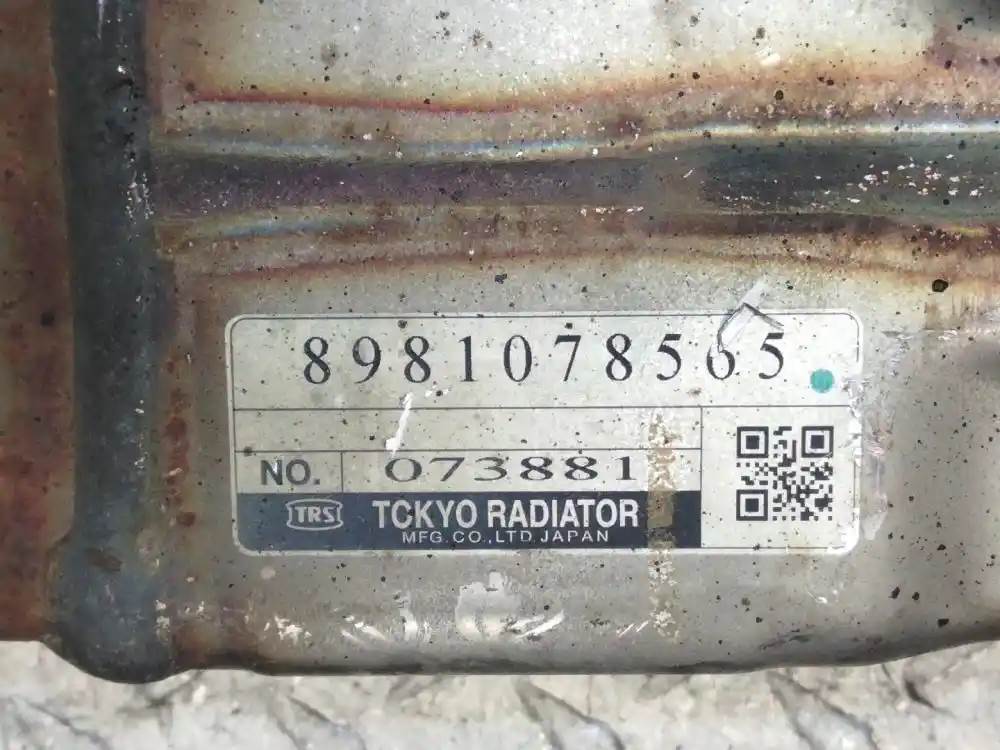 8981078565
NO. 073881
TRS TOKYO RADIATOR
MFG.CO.,LTD.JAPAN